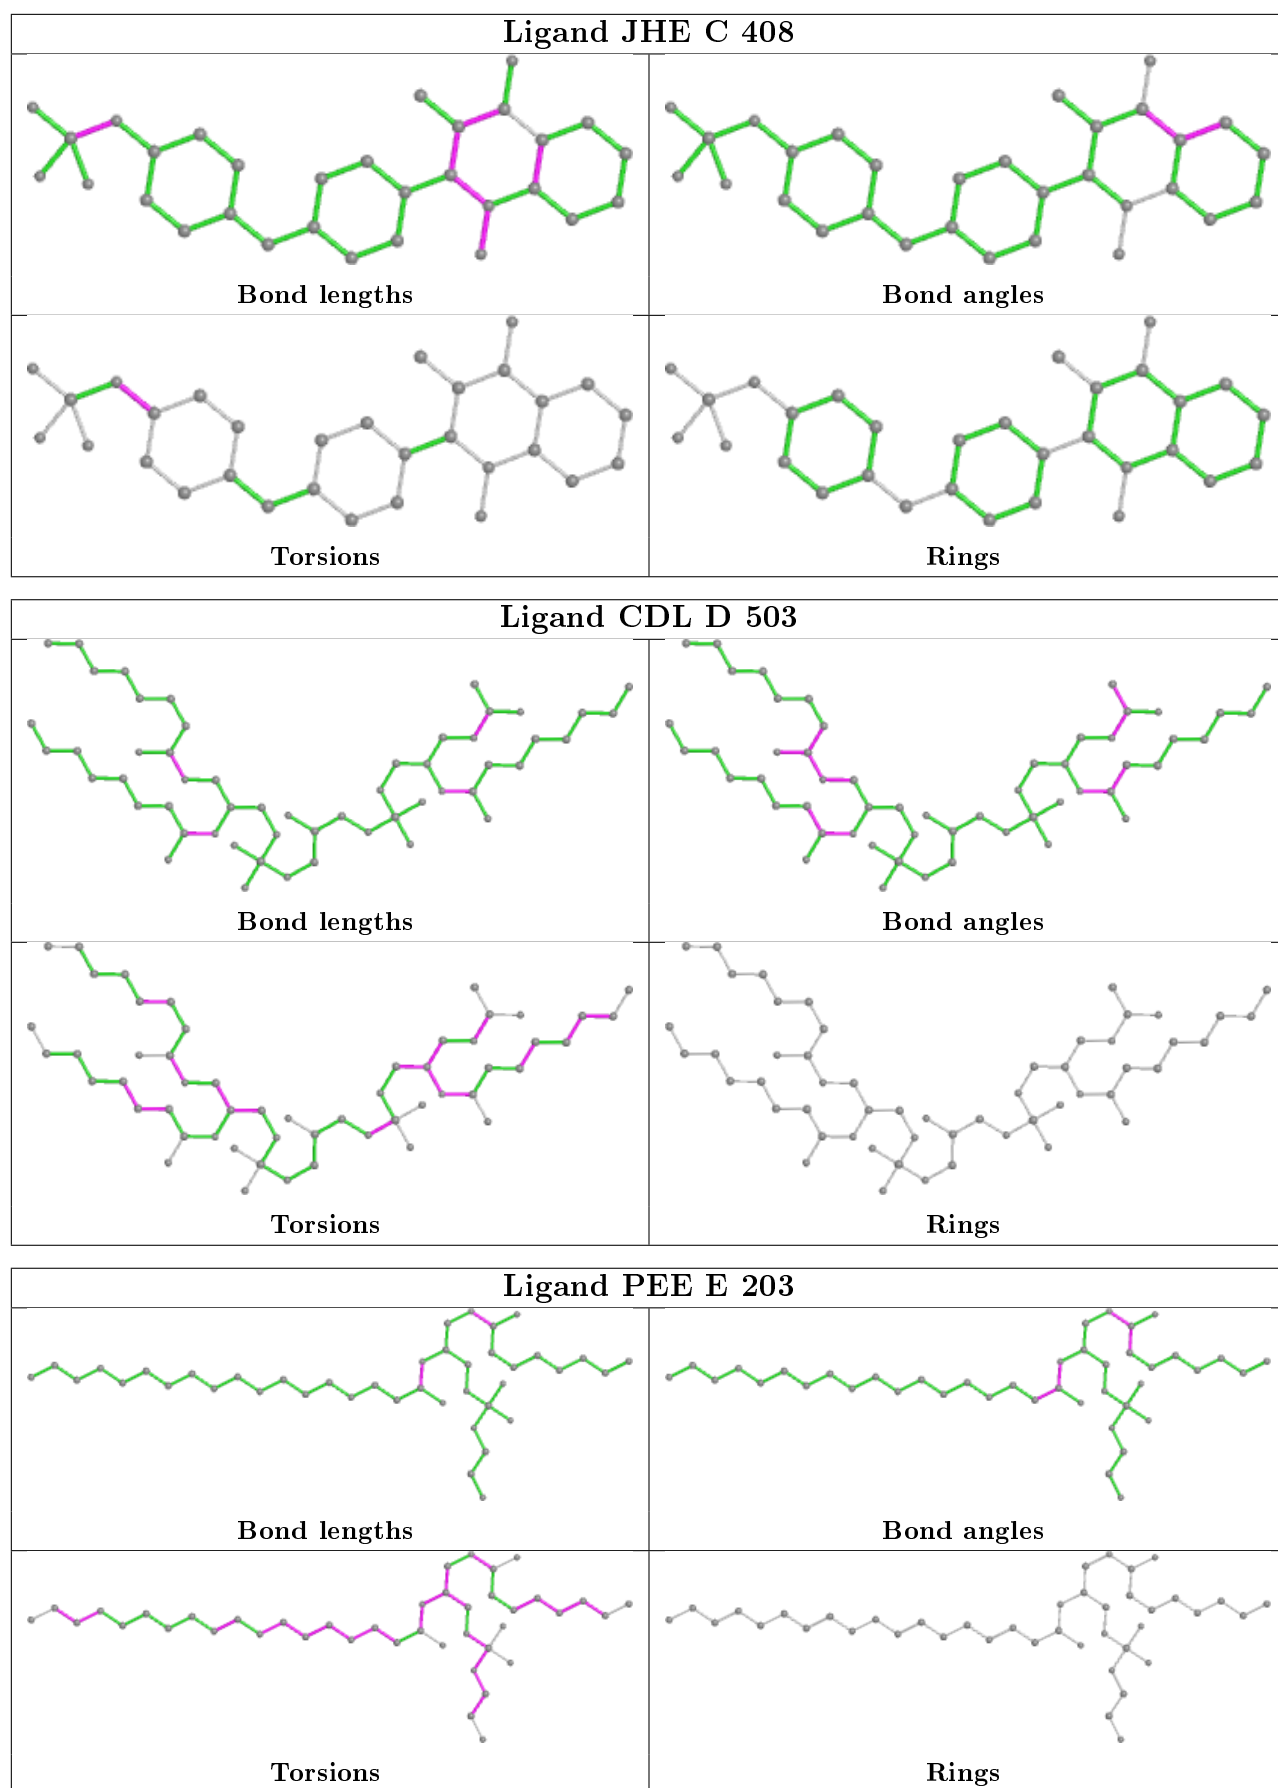 Ligand JHE C 408
Bond lengths
Bond angles
Torsions
Rings
Ligand CDL D 503
Bond lengths
Bond angles
Torsions
Rings
Ligand PEE E 203
Bond lengths
Bond angles
Torsions
Rings